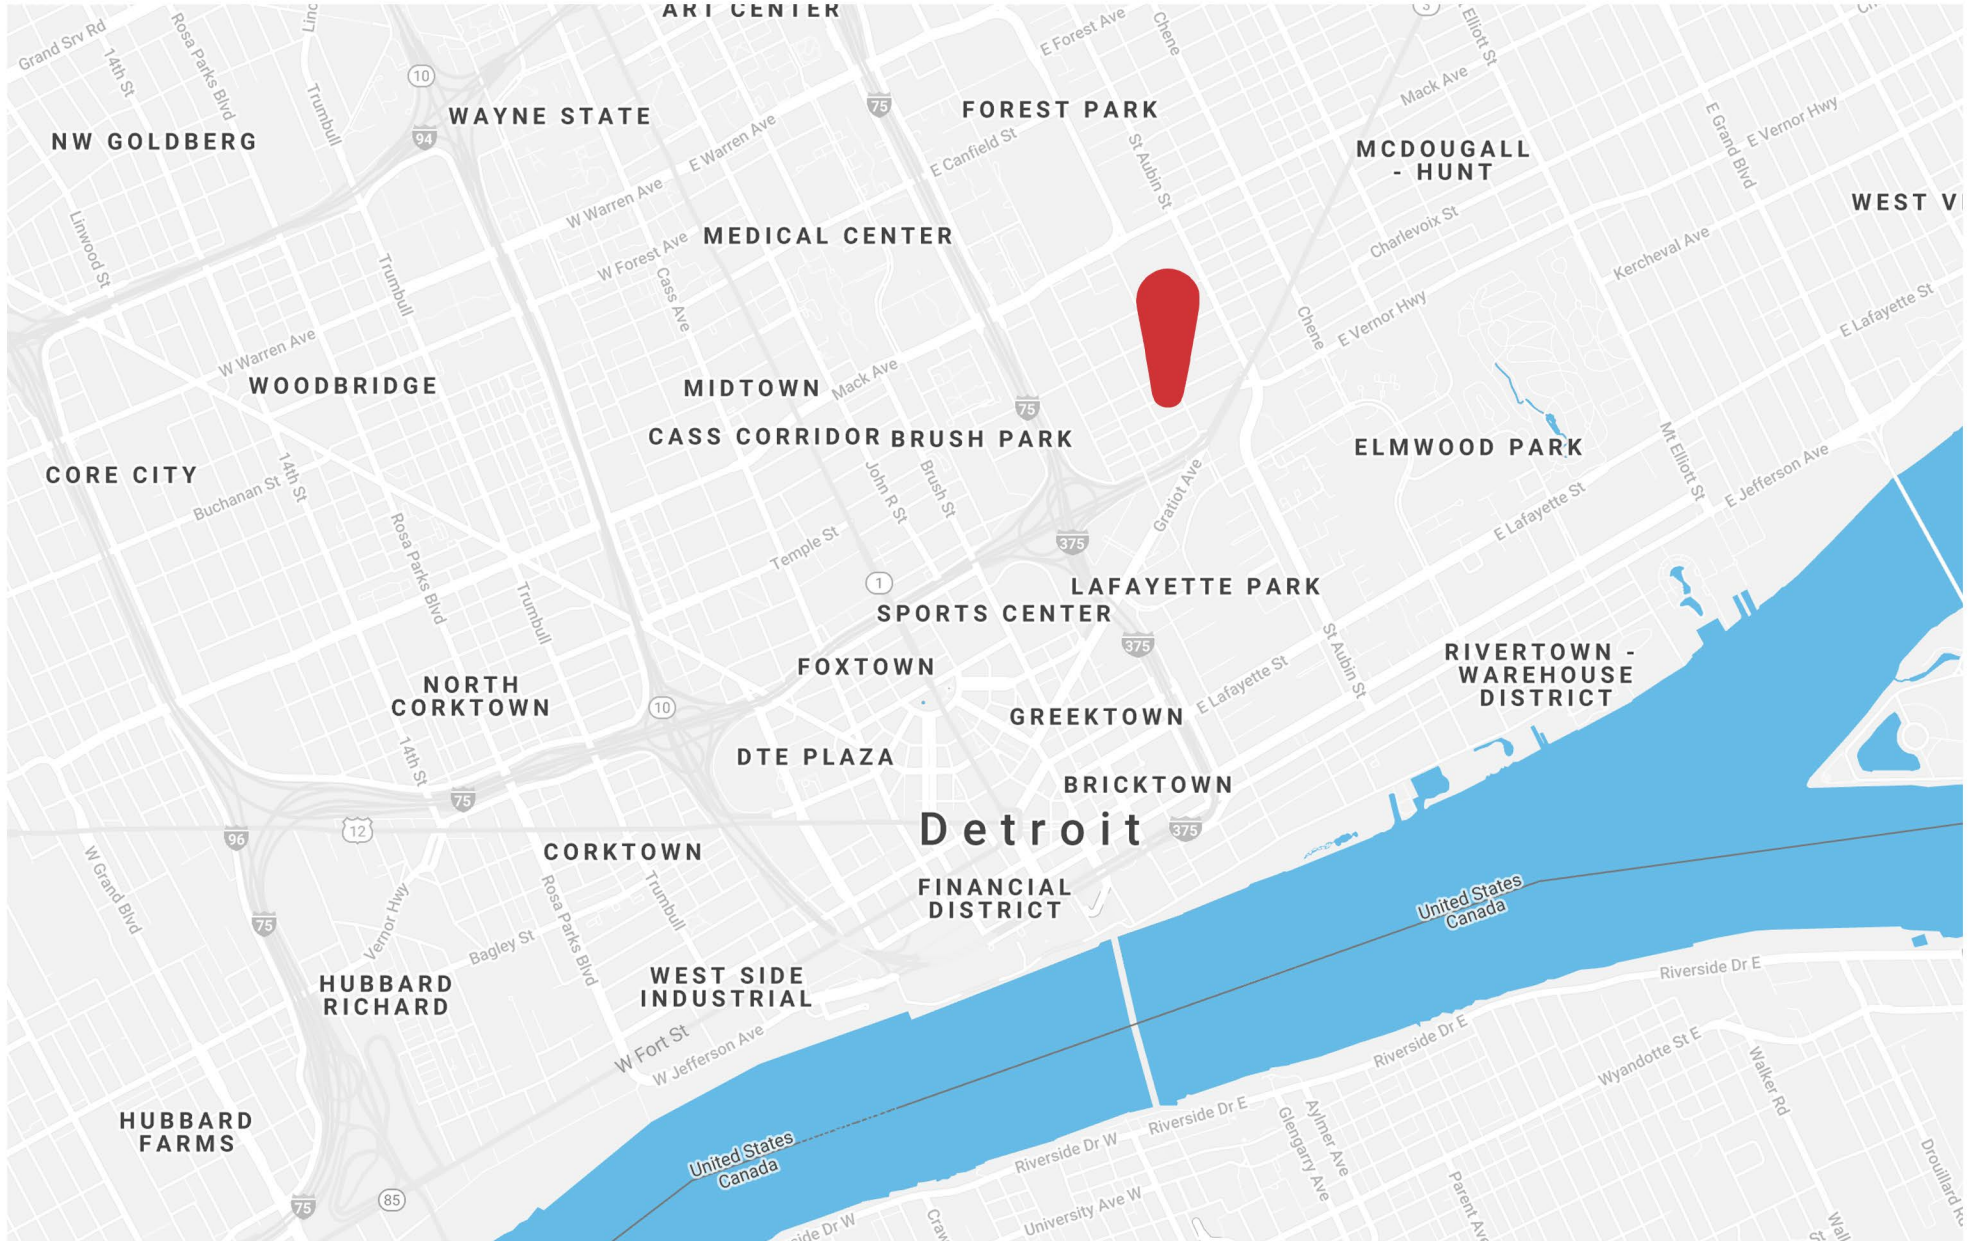 ART CENTER
Grand Srv Rd
14th St
Rosa Parks Blvd
Trumbull
10
94
WAYNE STATE
NW GOLDBERG
75
E Forest Ave
Chene
Elliott St
3
FOREST PARK
Mack Ave
E Warren Ave
E Canfield St
St Aubin St
MCDOUGALL
- HUNT
E Grand Blvd
E Vernor Hwy
W Warren Ave
Linwood St
Trumbull
W Forest Ave
MEDICAL CENTER
Cass Ave
Charlevoix St
Kercheval Ave
WEST V
E Lafayette St
Chene
E Vernor Hwy
W Warren Ave
WOODBRIDGE
MIDTOWN
Mack Ave
75
CASS CORRIDOR
BRUSH PARK
ELMWOOD PARK
CORE CITY
Buchanan St
14th St
Rosa Parks Blvd
John R St
Brush St
Gratiot Ave
Mt Elliott St
E Jefferson Ave
E Lafayette St
Temple St
375
1
LAFAYETTE PARK
SPORTS CENTER
Trumbull
375
St Aubin St
FOXTOWN
E Lafayette St
RIVERTOWN -
WAREHOUSE
DISTRICT
NORTH
CORKTOWN
10
GREEKTOWN
14th St
DTE PLAZA
BRICKTOWN
75
96
12
Detroit
375
CORKTOWN
W Grand Blvd
Vernor Hwy
Rosa Parks Blvd
Trumbull
FINANCIAL
DISTRICT
United States
Canada
75
Bagley St
HUBBARD
RICHARD
WEST SIDE
INDUSTRIAL
W Fort St
W Jefferson Ave
Riverside Dr E
Riverside Dr E
Wyandotte St E
Walker Rd
HUBBARD
FARMS
United States
Canada
Riverside Dr E
Riverside Dr W
Glengarry Ave
Aylmer Ave
Parent Av
Drouillard R
75
85
side Dr W
Craw
University Ave W
St
Wal